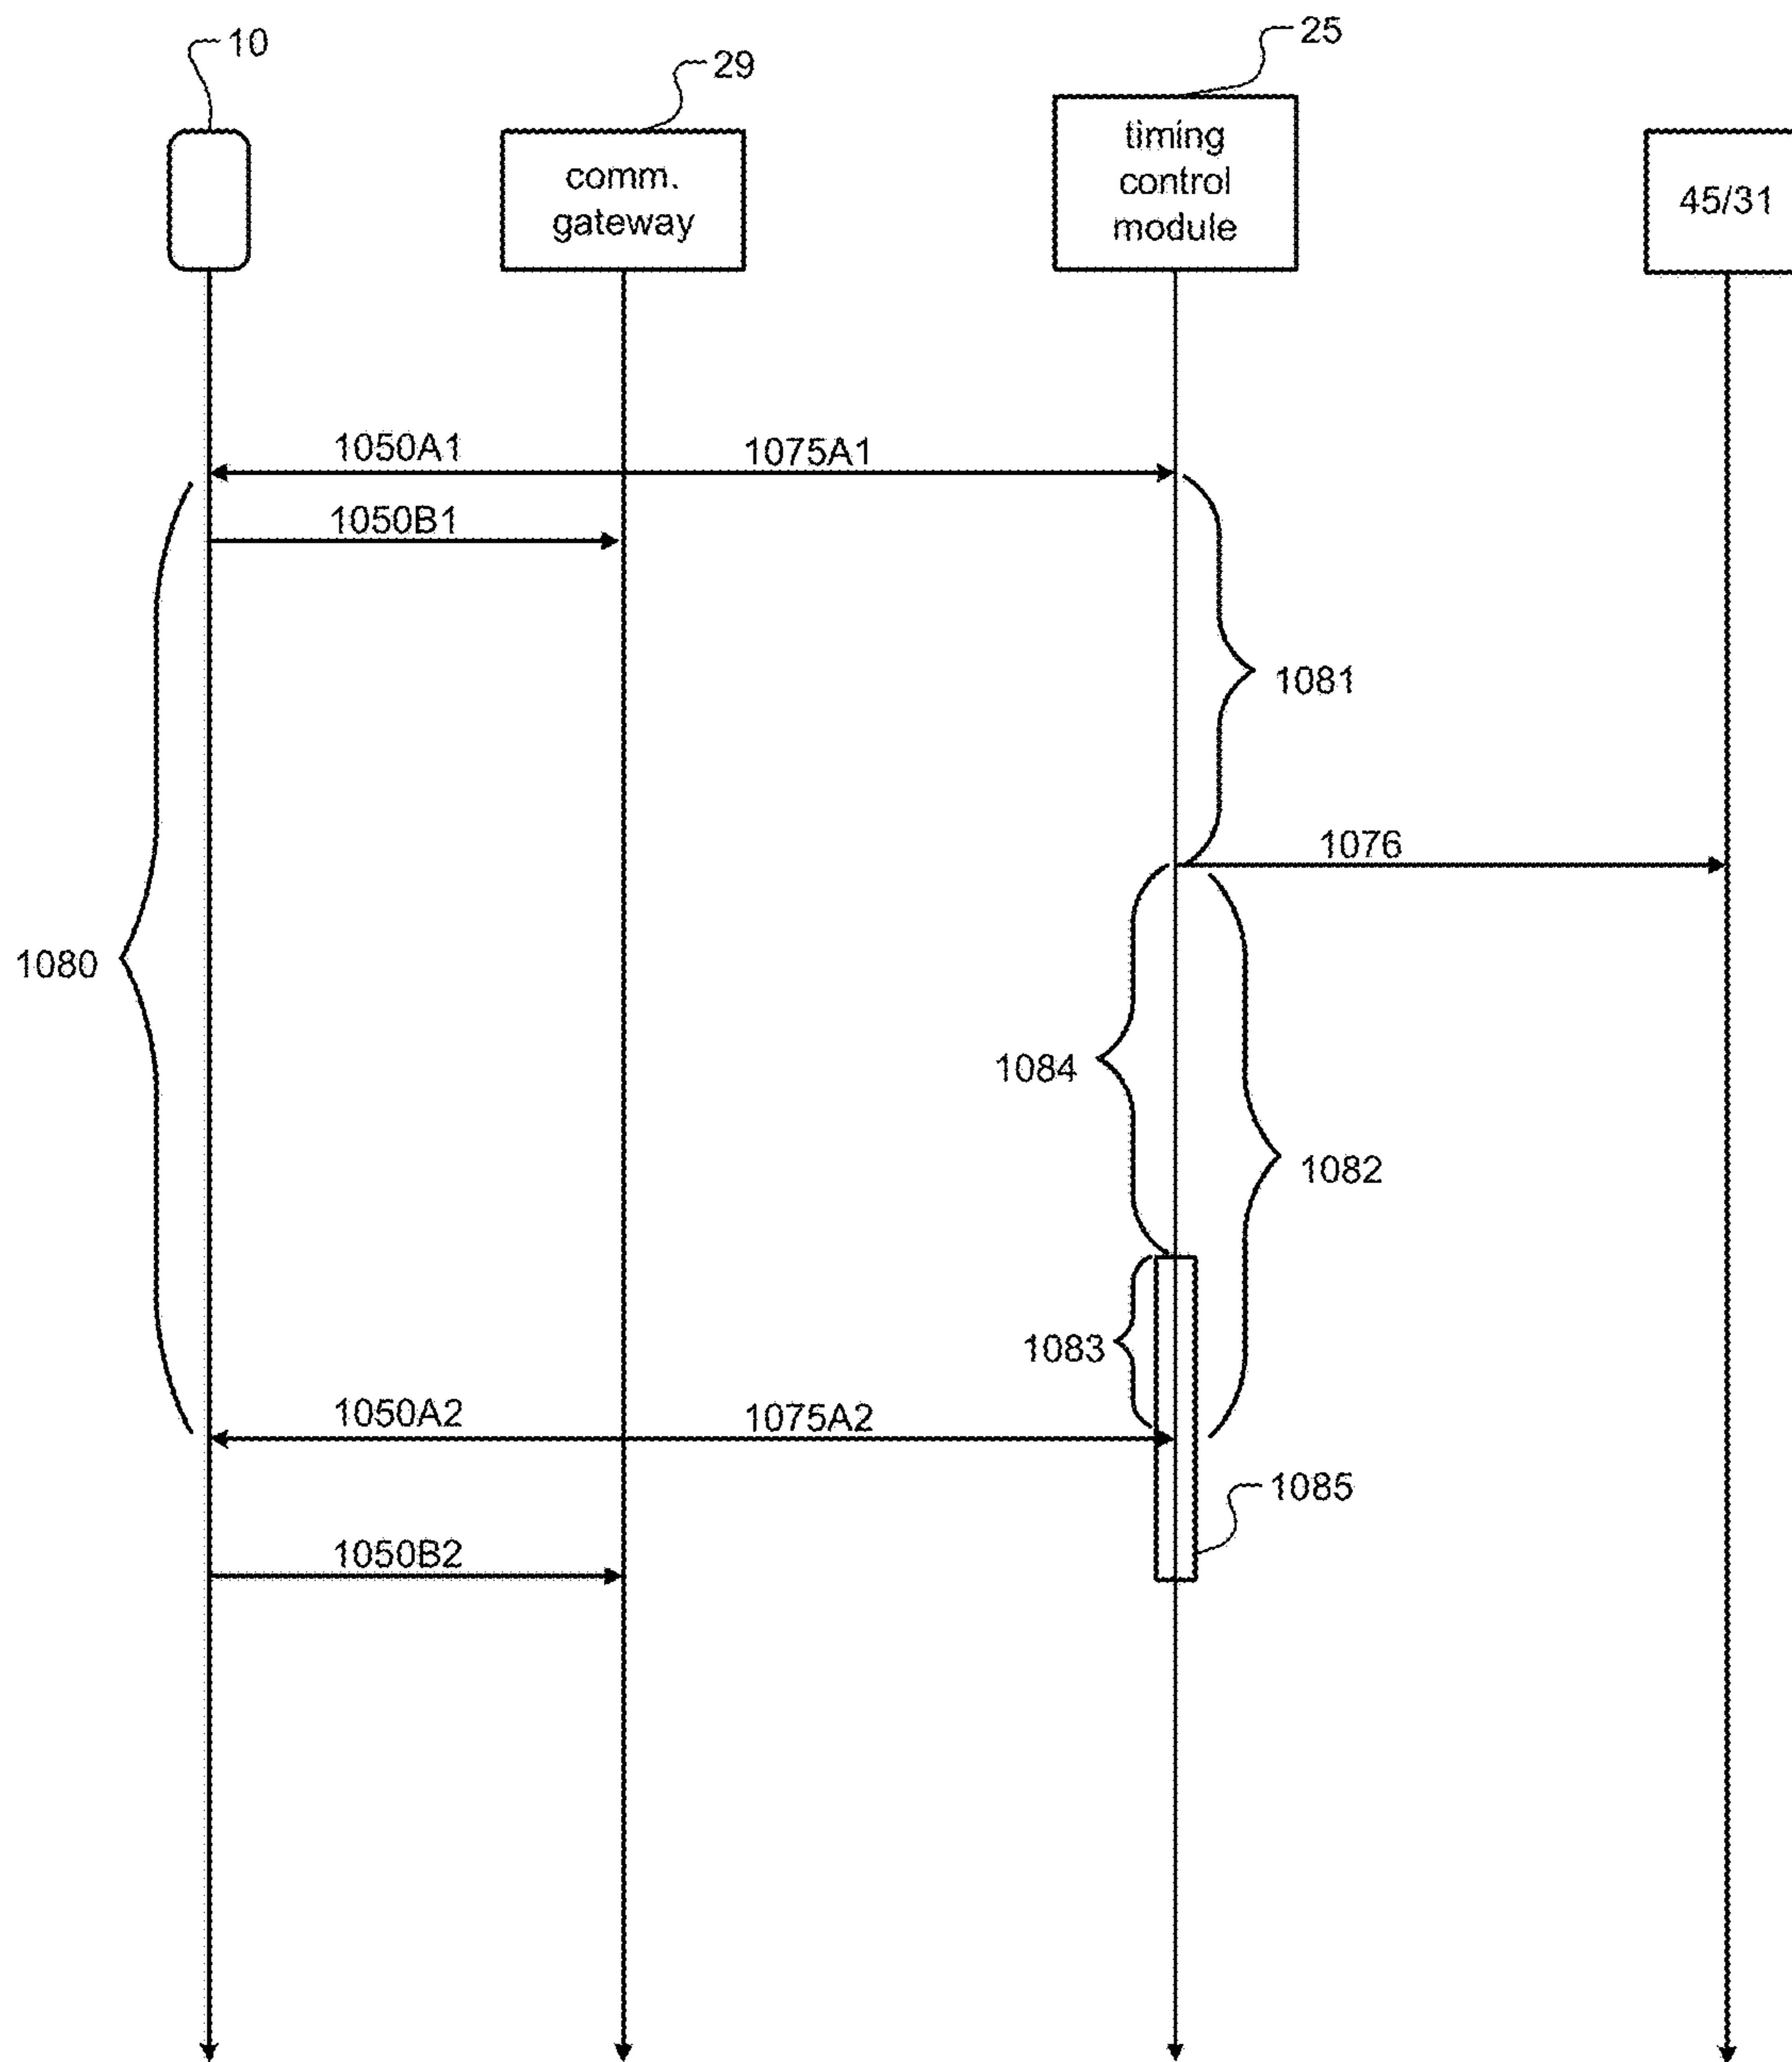 10
29
25
comm.
gateway
timing
control
module
45/31
1050A1
1075A1
1050B1
1081
1076
1080
1084
1082
1083
1050A2
1075A2
1085
1050B2